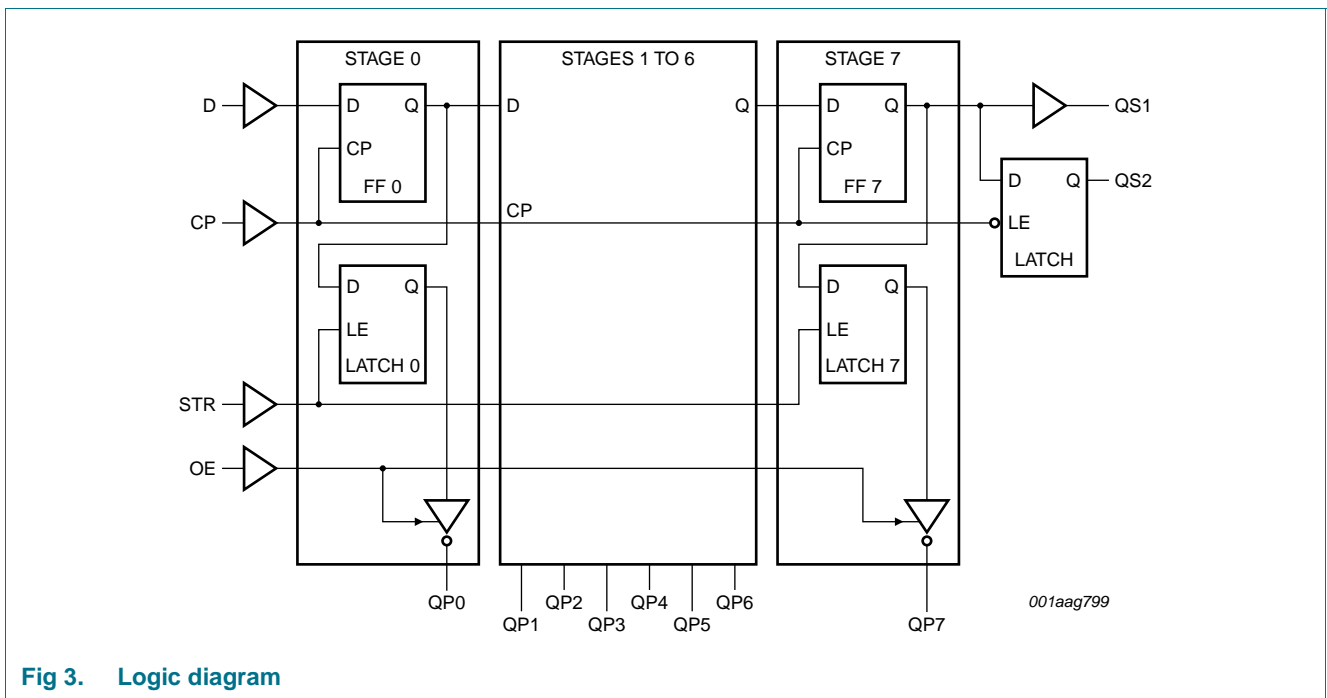 STAGE 0 STAGES 1 TO 6 STAGE 7
D D Q D Q D Q QS1
CP CP
FF 0 FF 7
D Q QS2
CP CP LE
LATCH
D Q D Q
LE LE
LATCH 0 LATCH 7
STR
OE
QP0 QP2 QP4 QP6 001aag799
QP1 QP3 QP5 QP7
Fig 3. Logic diagram